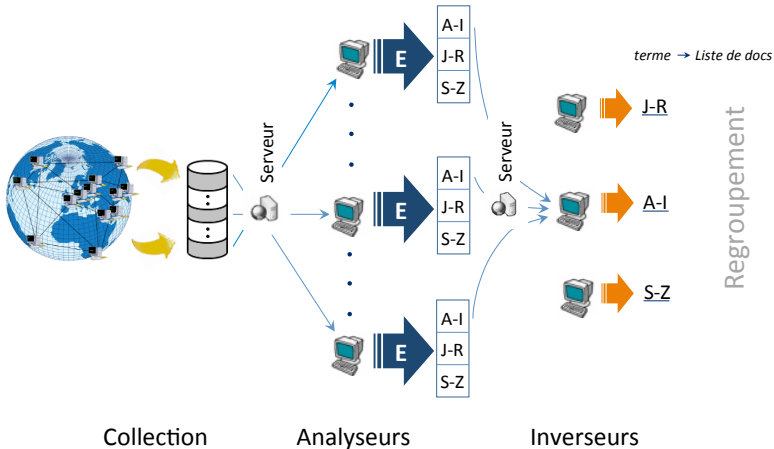 A-I
J-R
S-Z
E
terme → Liste de docs
J-R
Serveur
Serveur
A-I
J-R
S-Z
E
A-I
Regroupement
S-Z
A-I
J-R
S-Z
E
Collection
Analyseurs
Inverseurs